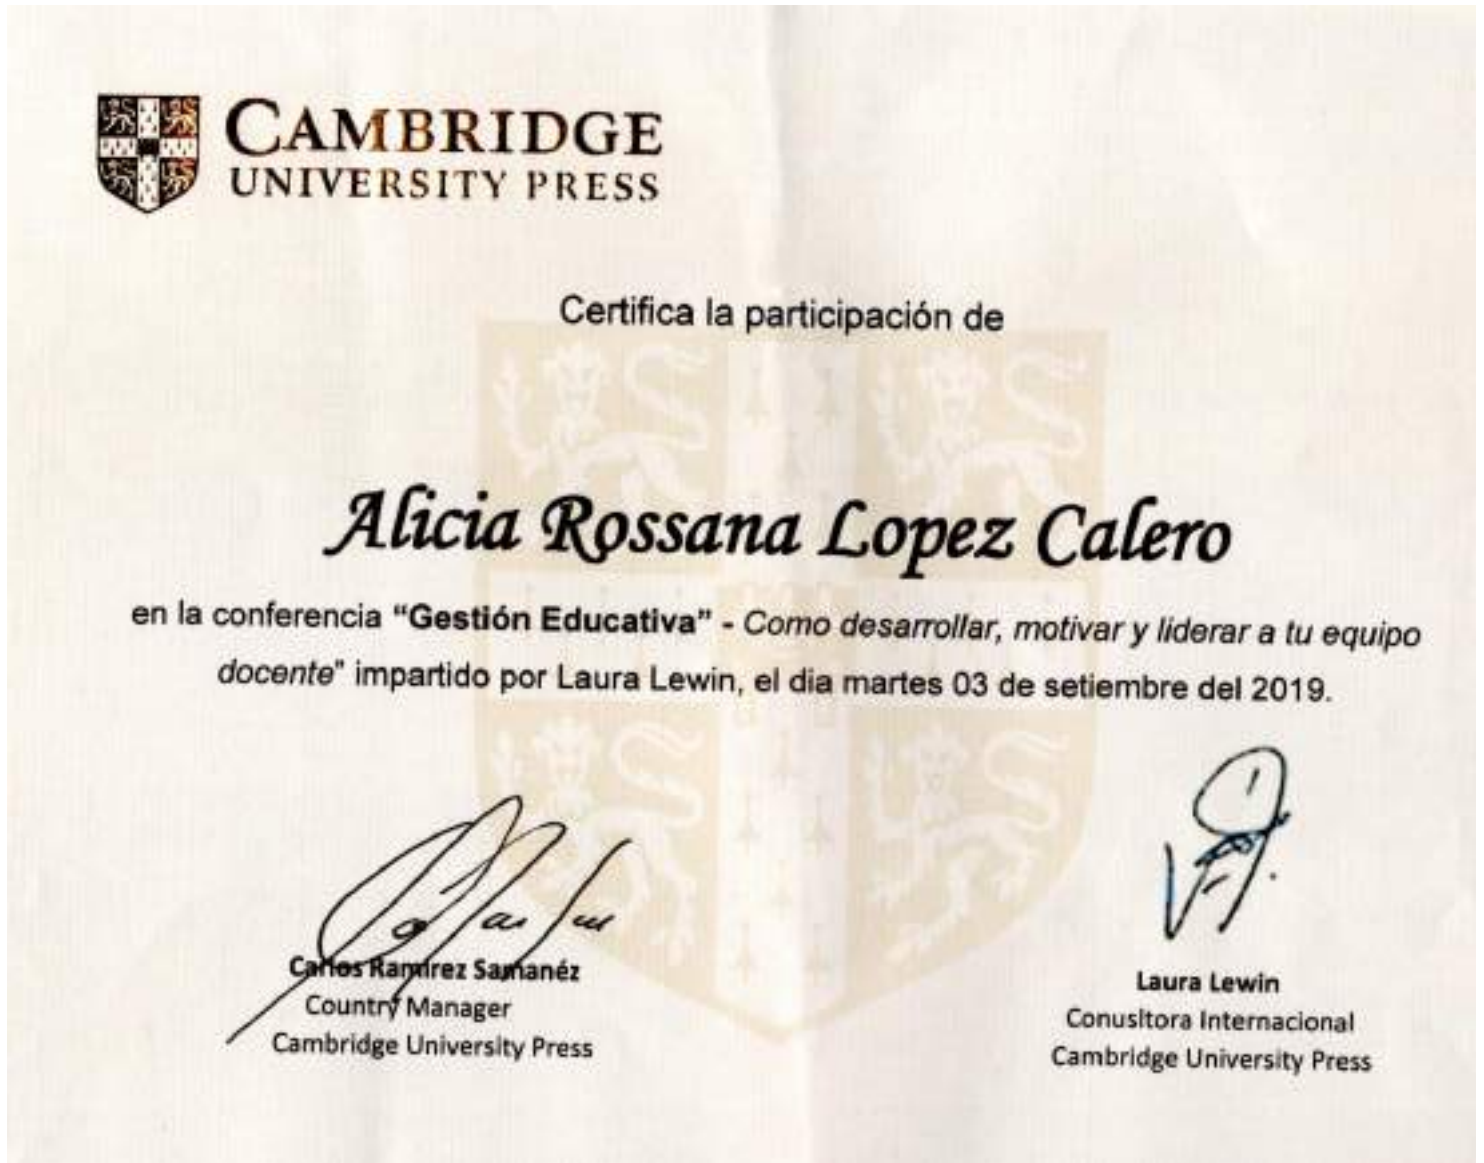 CAMBRIDGE
UNIVERSITY PRESS
Certifica la participación de
Alicia Rossana Lopez Calero
en la conferencia “Gestión Educativa” - Como desarrollar, motivar y liderar a tu equipo
docente" impartido por Laura Lewin, el dia martes 03 de setiembre del 2019.
Carlos Ramírez Samanéz
Country Manager
Cambridge University Press
Laura Lewin
Conusltora Internacional
Cambridge University Press